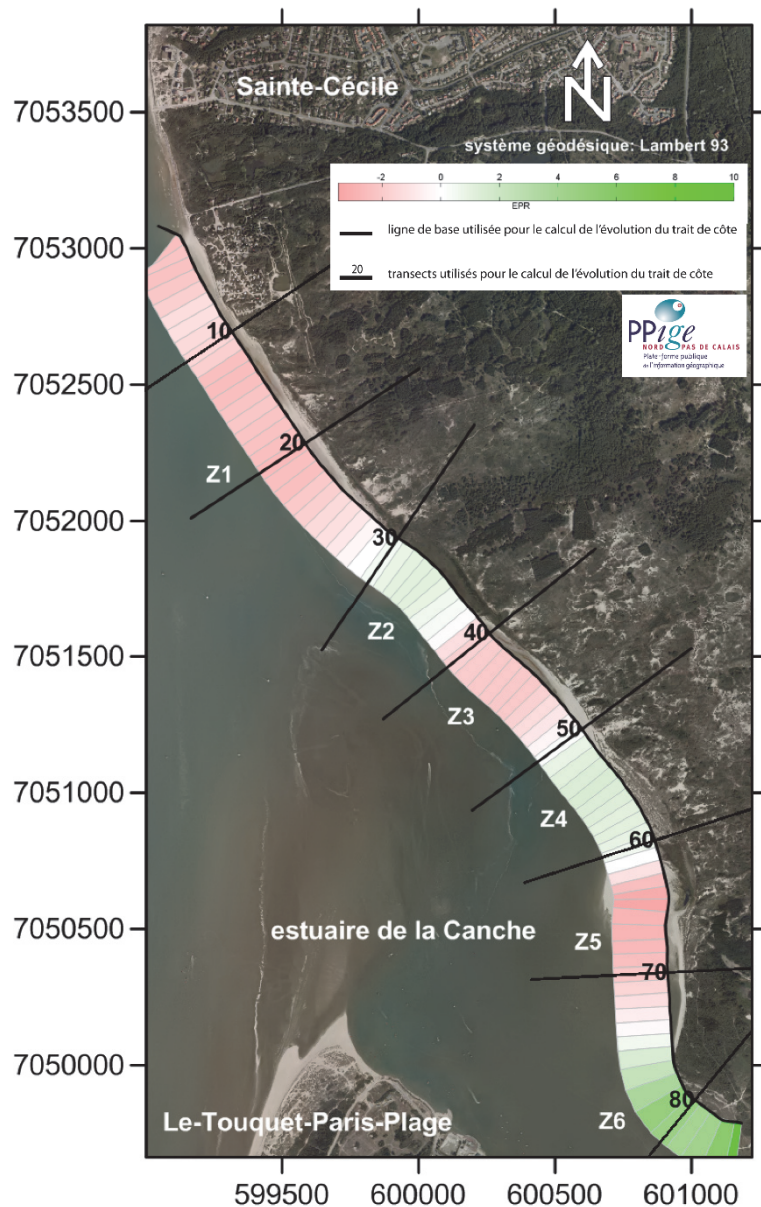 Sainte-Cécile
N
système géodésique: Lambert 93
-2 0 2 4 6 8 10
EPR
ligne de base utilisée pour le calcul de l'évolution du trait de côte
20 transects utilisés pour le calcul de l'évolution du trait de côte
PPige
NORD PAS DE CALAIS
Plate-forme publique
de l'information géographique
7053500
7053000
7052500
7052000
7051500
7051000
7050500
7050000
10
20
Z1
30
Z2
40
Z3
50
Z4
60
estuaire de la Canche
Z5
70
80
Le-Touquet-Paris-Plage
Z6
599500 600000 600500 601000